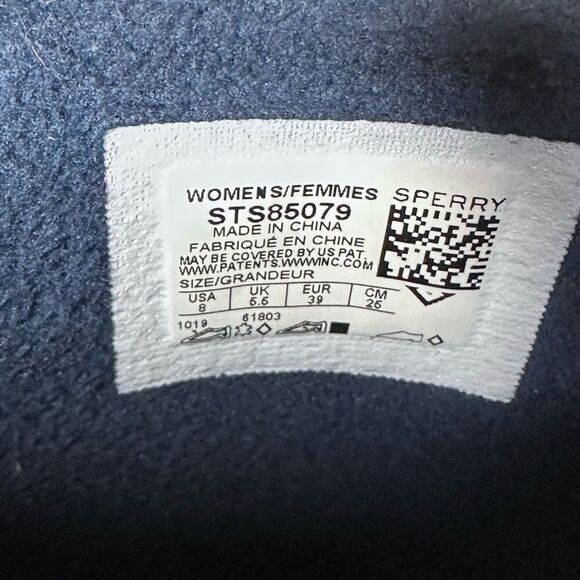 WOMENS/FEMMES
SPERRY
STS85079
MADE IN CHINA
FABRIQUÉ EN CHINE
MAY BE COVERED BY US PAT.
WWW.PATENTS.WWWINC.COM
SIZE/GRANDEUR
USA UK EUR CM
8 5.5 39 25
1019 61803